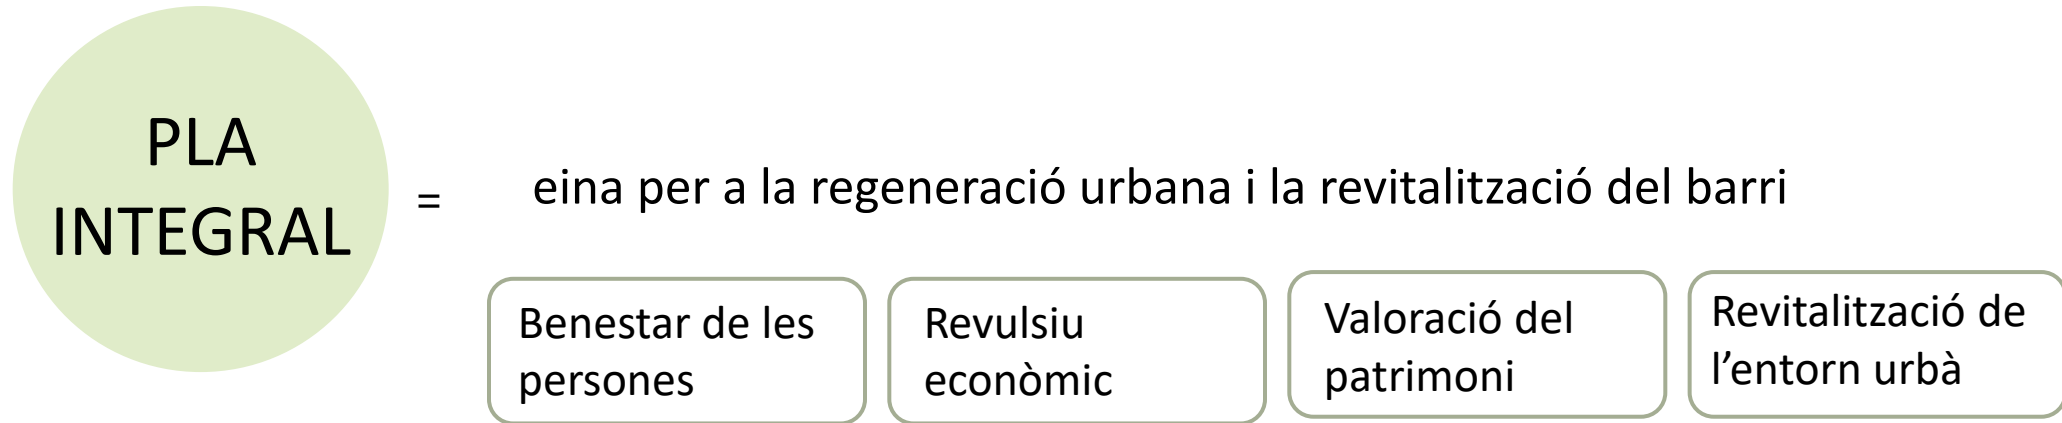 PLA
INTEGRAL
=
eina per a la regeneració urbana i la revitalització del barri
Benestar de les
persones
Revulsiu
econòmic
Valoració del
patrimoni
Revitalització de
l’entorn urbà